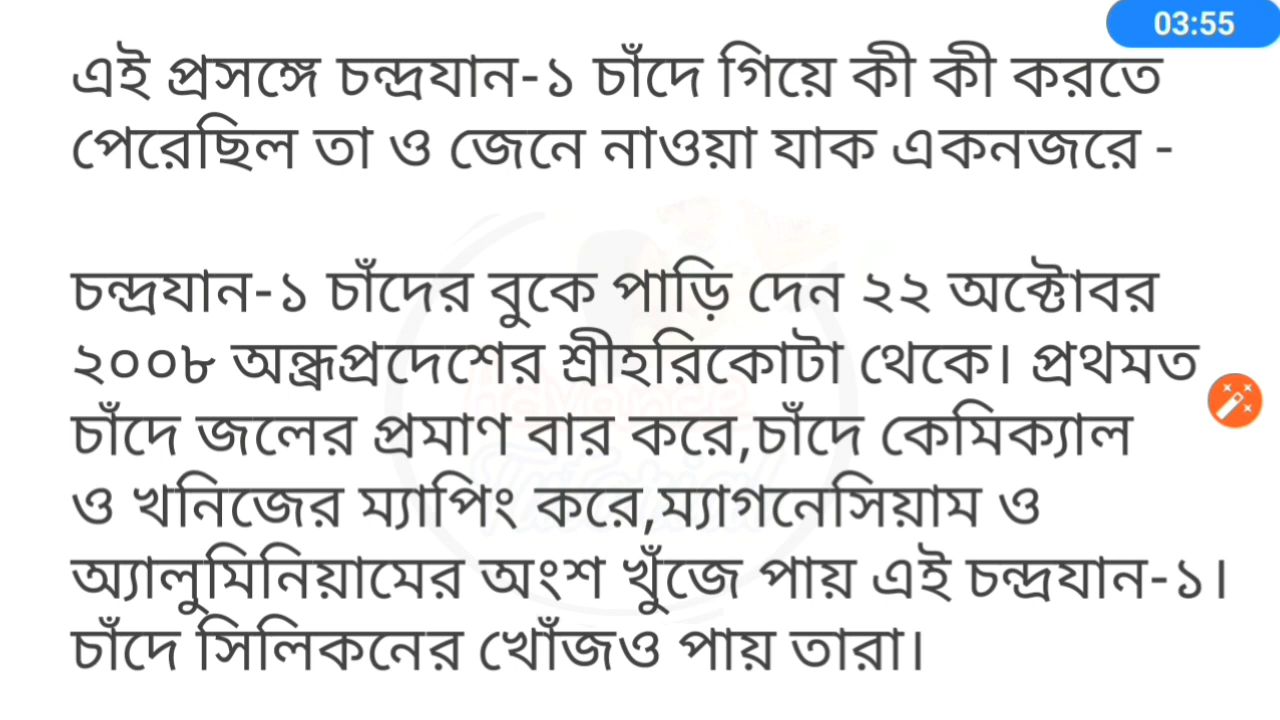 03:55
এই প্রসঙ্গে চন্দ্রযান-১ চাঁদে গিয়ে কী কী করতে
পেরেছিল তা ও জেনে নাওয়া যাক একনজরে -
চন্দ্রযান-১ চাঁদের বুকে পাড়ি দেন ২২ অক্টোবর
২০০৮ অন্ধ্রপ্রদেশের শ্রীহরিকোটা থেকে। প্রথমত
চাঁদে জলের প্রমাণ বার করে,চাঁদে কেমিক্যাল
ও খনিজের ম্যাপিং করে,ম্যাগনেসিয়াম ও
অ্যালুমিনিয়ামের অংশ খুঁজে পায় এই চন্দ্রযান-১।
চাঁদে সিলিকনের খোঁজও পায় তারা।